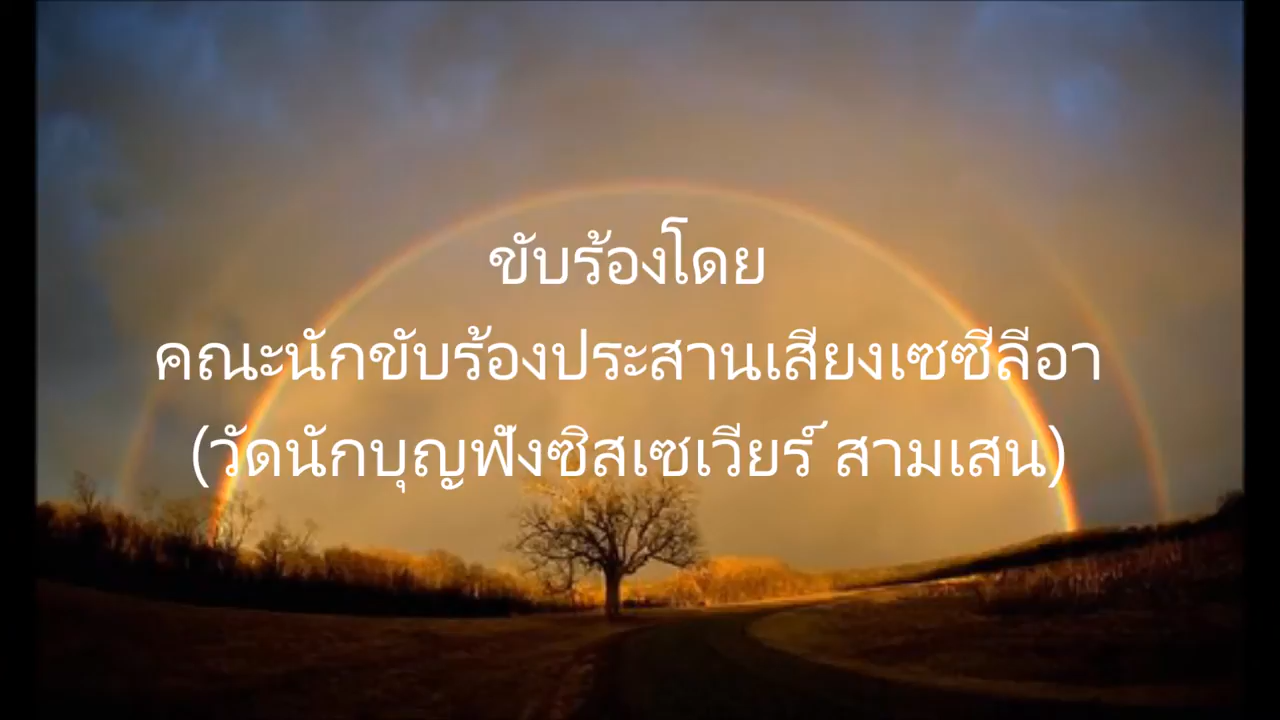 ขับร้องโดย
คณะนักขับร้องประสานเสียงเซซีลีอา
(วัดนักบุญฟังซิสเซเวียร์ สามเสน)